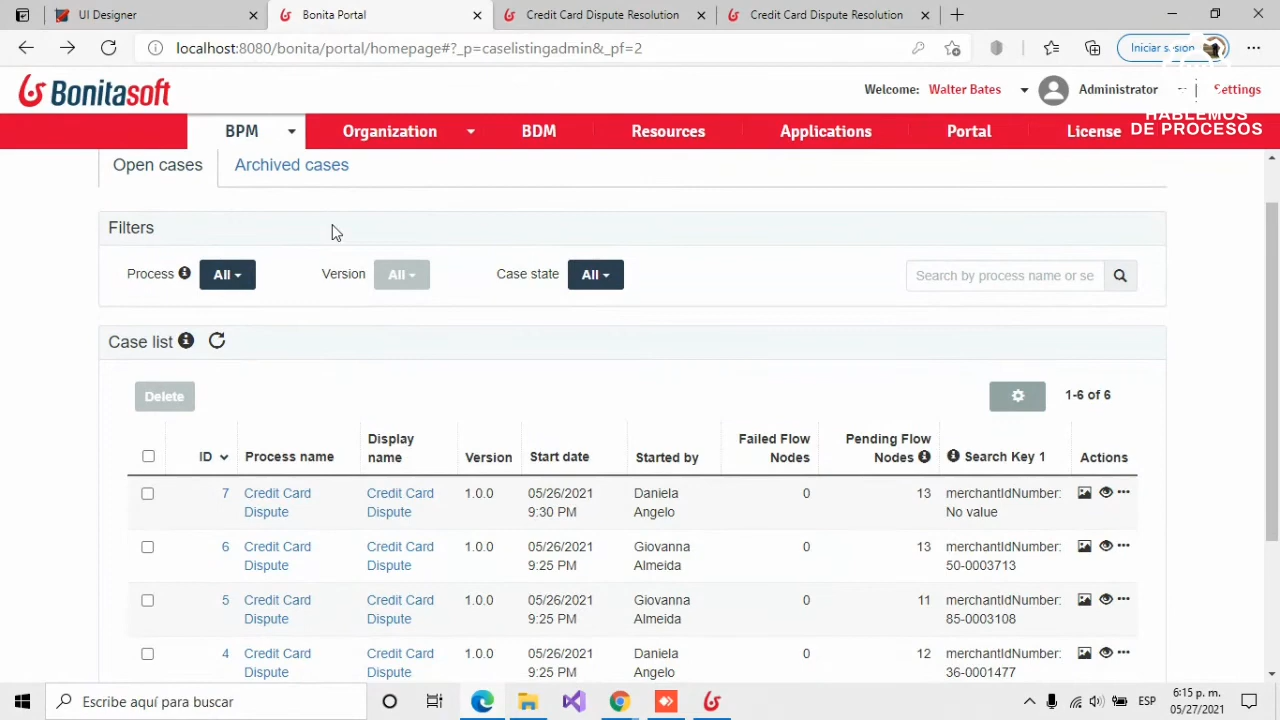 UI Designer
Bonita Portal
Credit Card Dispute Resolution
Credit Card Dispute Resolution
localhost:8080/bonita/portal/homepage#?_p=caselistingadmin&_pf=2
Iniciar sesión
Bonitasoft
Welcome: Walter Bates
Administrator
Settings
BPM
Organization
BDM
Resources
Applications
Portal
License
HABLEMOS
DE PROCESOS
Open cases
Archived cases
Filters
Process
All
Version
All
Case state
All
Search by process name or se
Case list
Delete
1-6 of 6
ID
Process name
Display
name
Version
Start date
Started by
Failed Flow
Nodes
Pending Flow
Nodes
Search Key 1
Actions
7
Credit Card
Dispute
Credit Card
Dispute
1.0.0
05/26/2021
9:30 PM
Daniela
Angelo
0
13
merchantIdNumber:
No value
6
Credit Card
Dispute
Credit Card
Dispute
1.0.0
05/26/2021
9:25 PM
Giovanna
Almeida
0
13
merchantIdNumber:
50-0003713
5
Credit Card
Dispute
Credit Card
Dispute
1.0.0
05/26/2021
9:25 PM
Giovanna
Almeida
0
11
merchantIdNumber:
85-0003108
4
Credit Card
Dispute
Credit Card
Dispute
1.0.0
05/26/2021
9:25 PM
Daniela
Angelo
0
12
merchantIdNumber:
36-0001477
Escribe aquí para buscar
ESP
6:15 p. m.
05/27/2021